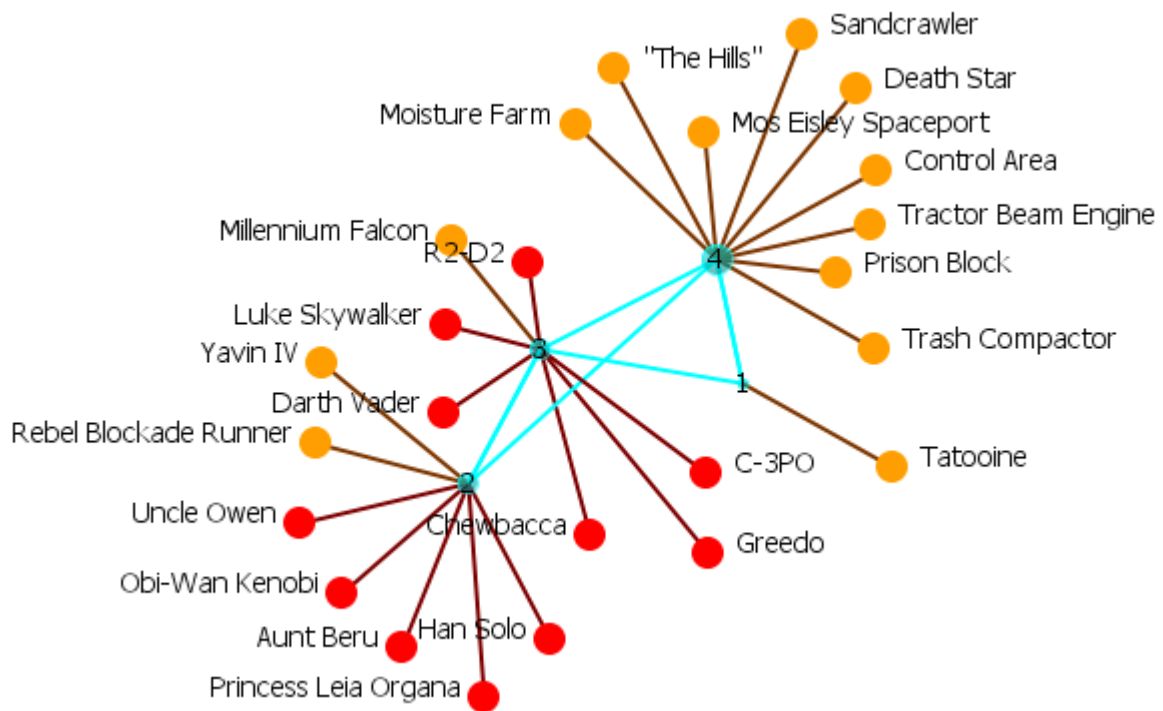 Sandcrawler
"The Hills"
Death Star
Moisture Farm
Mos Eisley Spaceport
Control Area
Tractor Beam Engine
Millennium Falcon
R2-D2
4
Prison Block
Luke Skywalker
Trash Compactor
Yavin IV
3
1
Darth Vader
Rebel Blockade Runner
C-3PO
Tatooine
2
Uncle Owen
Chewbacca
Greedo
Obi-Wan Kenobi
Aunt Beru
Han Solo
Princess Leia Organa